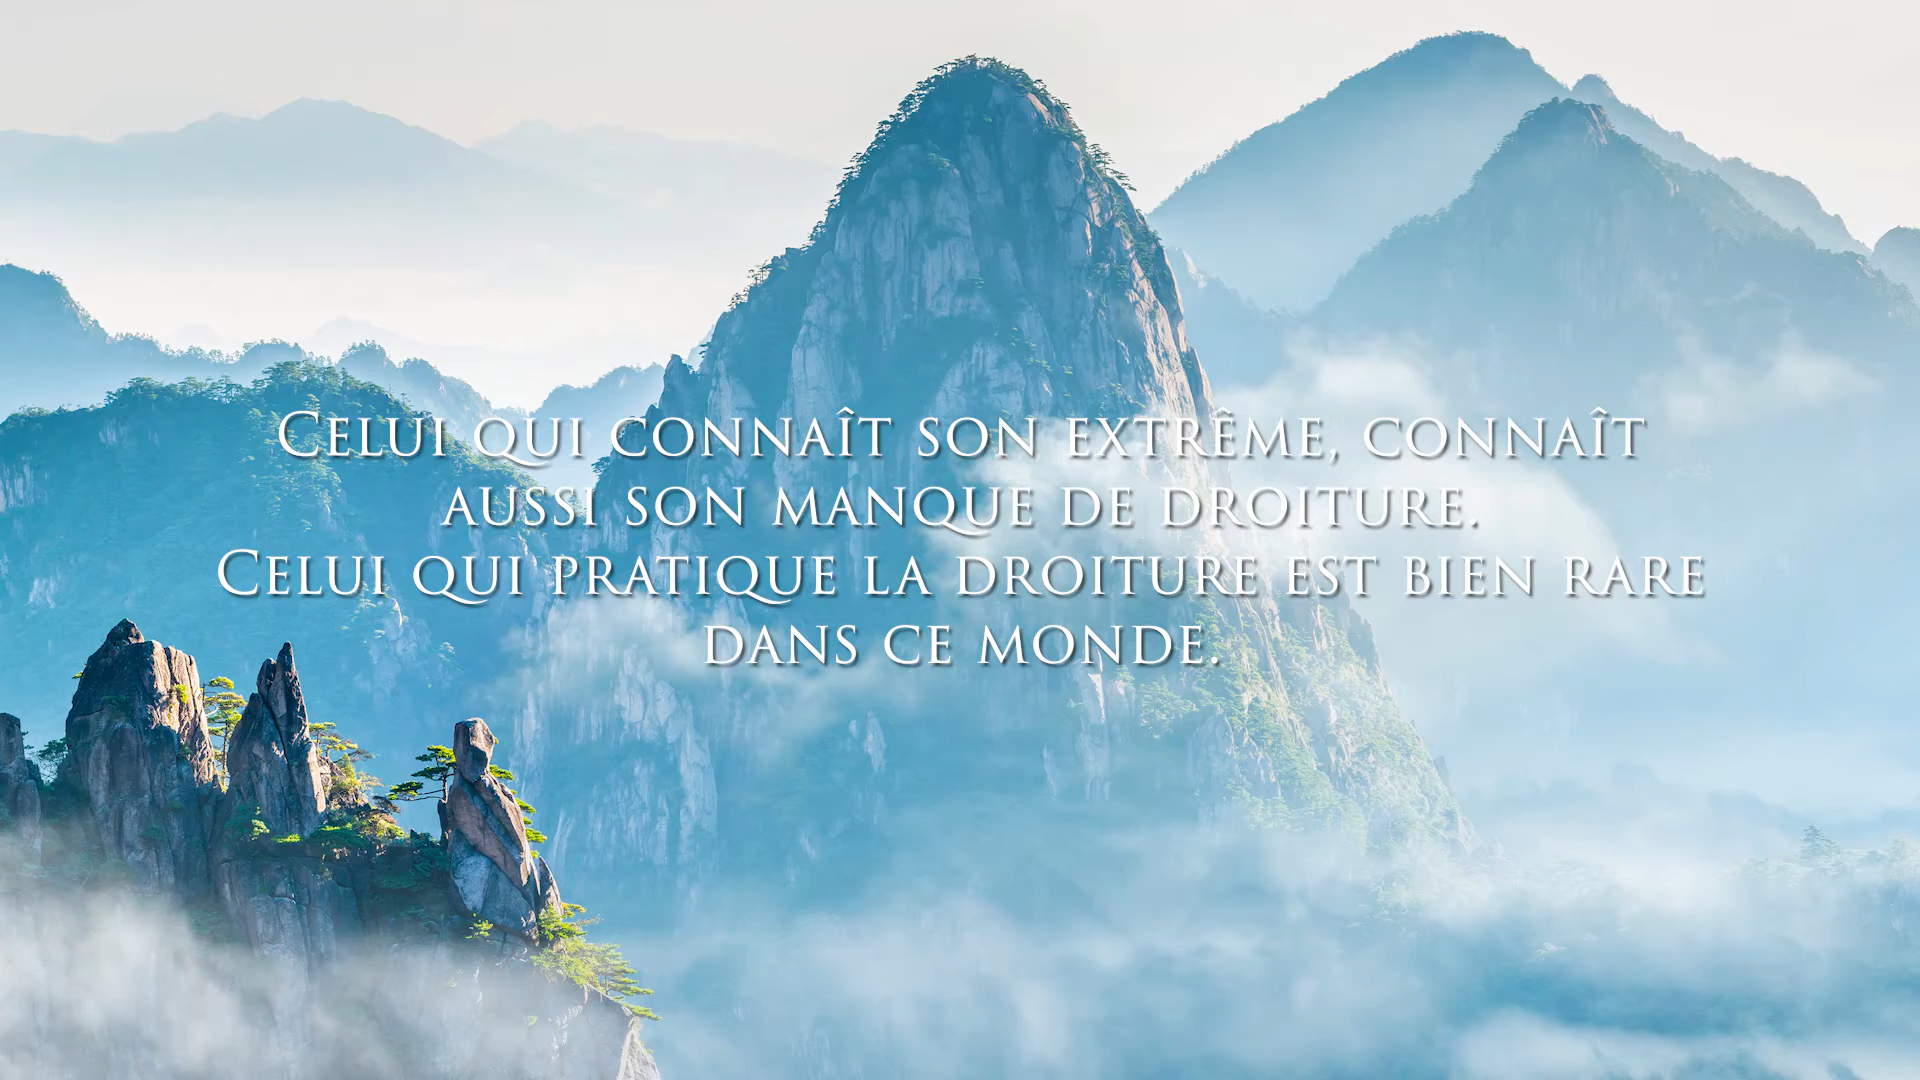 Celui qui connaît son extrême, connaît
aussi son manque de droiture.
Celui qui pratique la droiture est bien rare
dans ce monde.